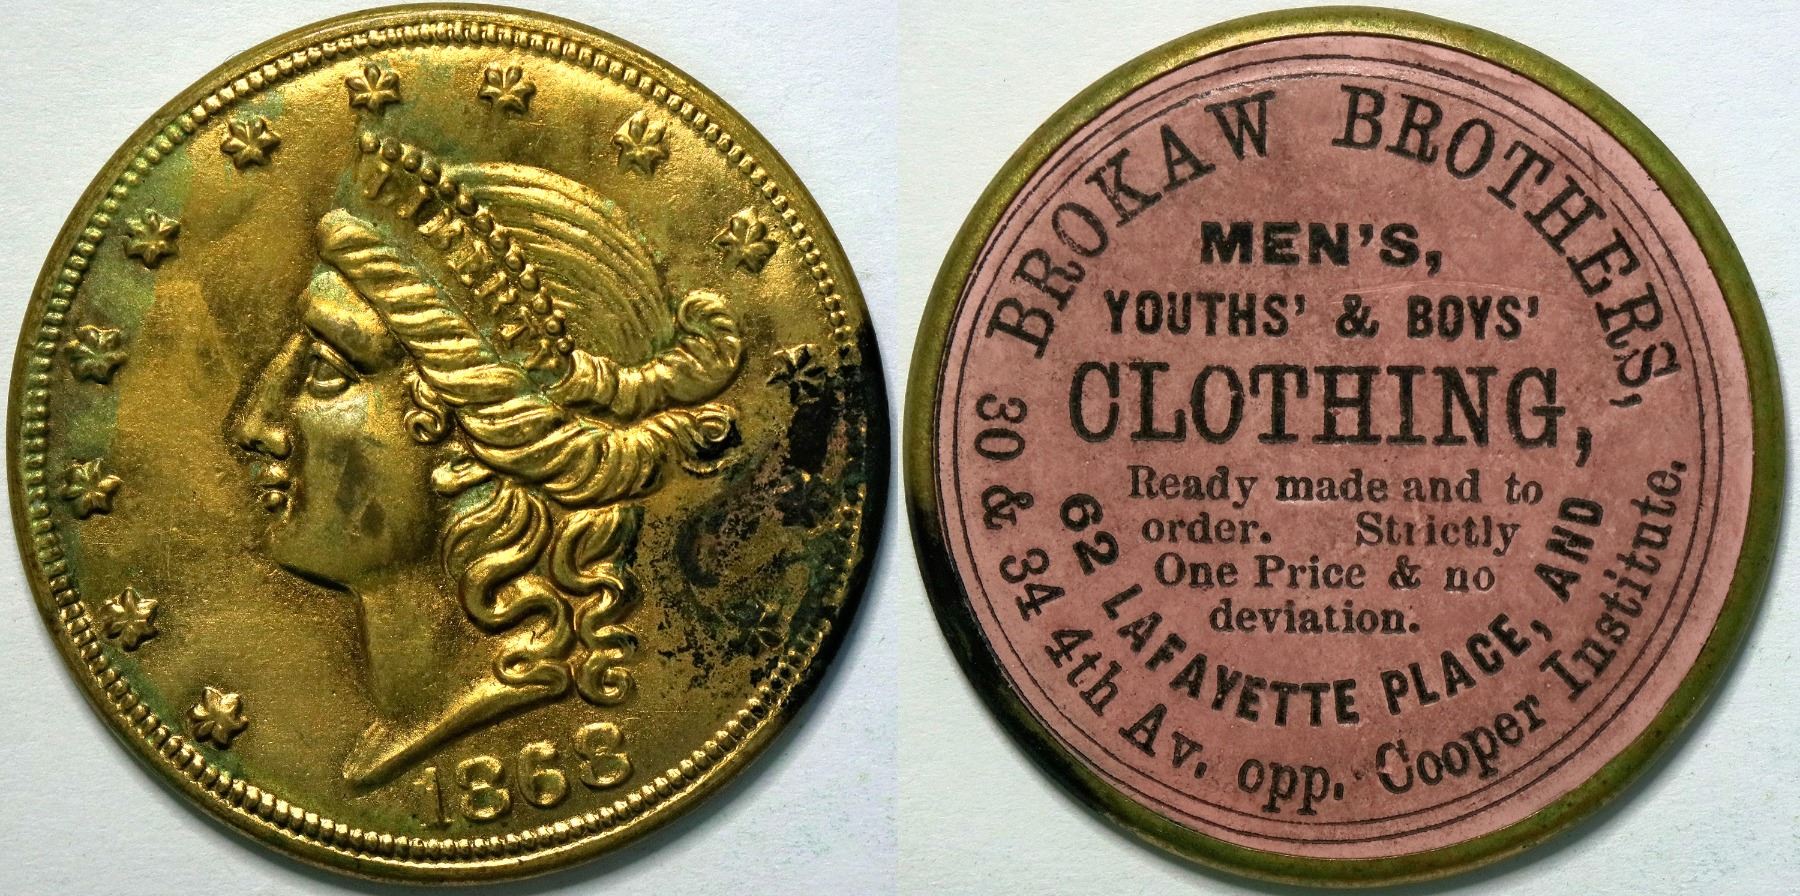 LIBERTY
1868
BROKAW BROTHERS,
MEN'S,
YOUTHS' & BOYS'
CLOTHING,
Ready made and to
order. Strictly
One Price & no
deviation.
62 LAFAYETTE PLACE, AND
30 & 34 4th Av. opp. Cooper Institute.